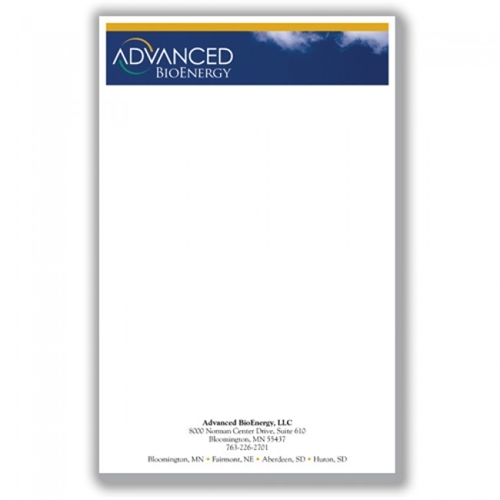 ADVANCED
BIOENERGY
Advanced BioEnergy, LLC
8000 Norman Center Drive, Suite 610
Bloomington, MN 55437
763-226-2701
Bloomington, MN • Fairmont, NE • Aberdeen, SD • Huron, SD